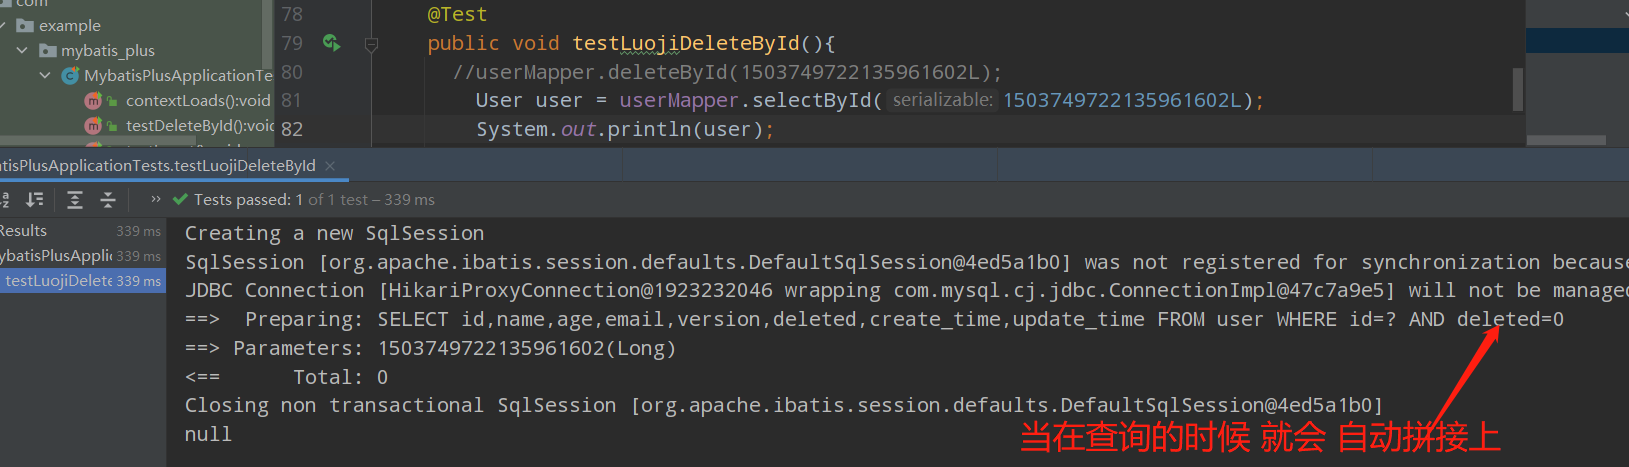 com
example
mybatis_plus
MybatisPlusApplicationTe
contextLoads():void
testDeleteById():voic
78 @Test
79 public void testLuojiDeleteById(){
80 //userMapper.deleteById(1503749722135961602L);
81 User user = userMapper.selectById( serializable: 1503749722135961602L);
82 System.out.println(user);
atisPlusApplicationTests.testLuojiDeleteById ×
» Tests passed: 1 of 1 test – 339 ms
Results 339 ms
ybatisPlusApplic 339 ms
testLuojiDelete 339 ms
Creating a new SqlSession
SqlSession [org.apache.ibatis.session.defaults.DefaultSqlSession@4ed5a1b0] was not registered for synchronization because
JDBC Connection [HikariProxyConnection@1923232046 wrapping com.mysql.cj.jdbc.ConnectionImpl@47c7a9e5] will not be managed
==>  Preparing: SELECT id,name,age,email,version,deleted,create_time,update_time FROM user WHERE id=? AND deleted=0
==> Parameters: 1503749722135961602(Long)
<==      Total: 0
Closing non transactional SqlSession [org.apache.ibatis.session.defaults.DefaultSqlSession@4ed5a1b0]
null
当在查询的时候 就会 自动拼接上